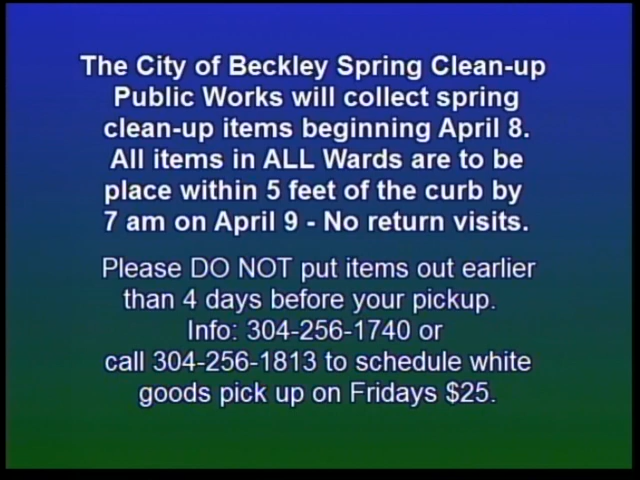 The City of Beckley Spring Clean-up
Public Works will collect spring
clean-up items beginning April 8.
All items in ALL Wards are to be
place within 5 feet of the curb by
7 am on April 9 - No return visits.
Please DO NOT put items out earlier
than 4 days before your pickup.
Info: 304-256-1740 or
call 304-256-1813 to schedule white
goods pick up on Fridays $25.